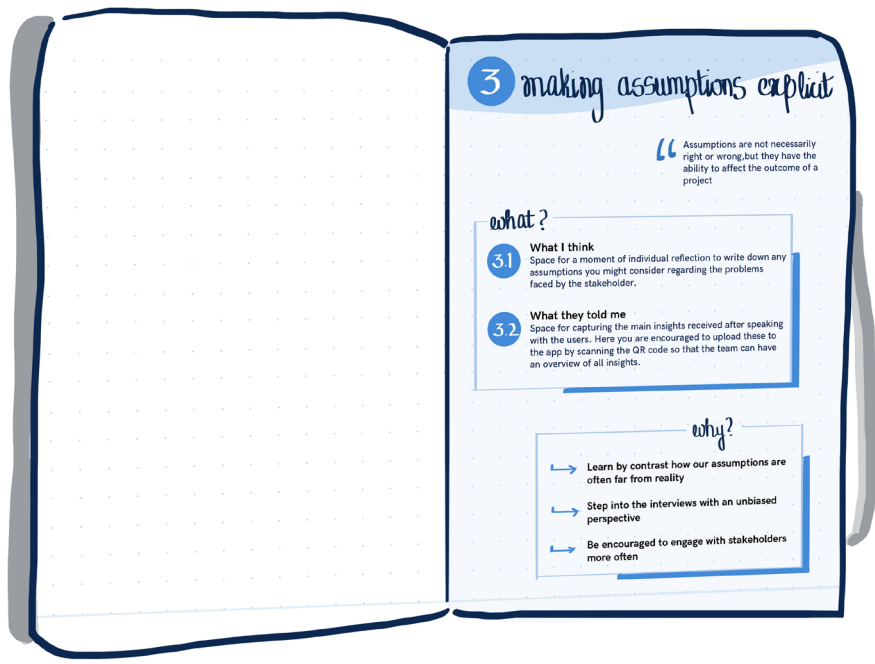 3 making assumptions explicit
“ Assumptions are not necessarily
right or wrong,but they have the
ability to affect the outcome of a
project
what?
3.1 What I think
Space for a moment of individual reflection to write down any
assumptions you might consider regarding the problems
faced by the stakeholder.
3.2 What they told me
Space for capturing the main insights received after speaking
with the users. Here you are encouraged to upload these to
the app by scanning the QR code so that the team can have
an overview of all insights.
why?
Learn by contrast how our assumptions are
often far from reality
Step into the interviews with an unbiased
perspective
Be encouraged to engage with stakeholders
more often